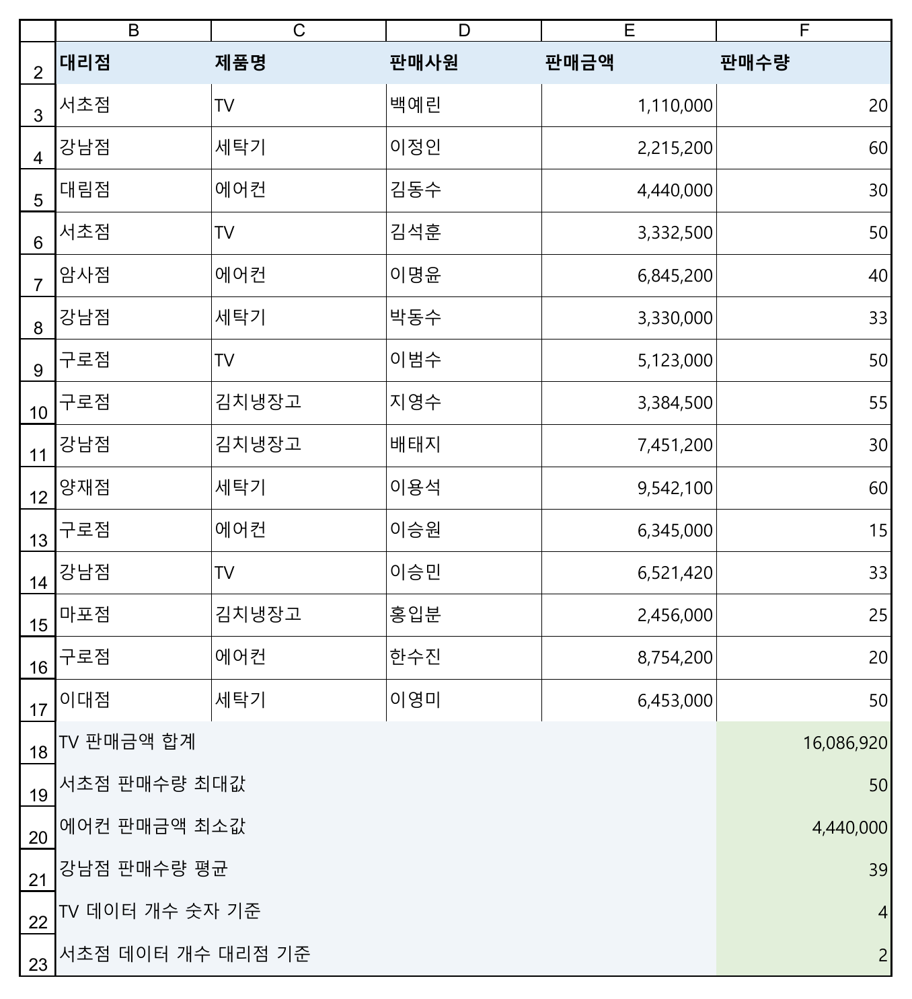 B C D E F
2 대리점 제품명 판매사원 판매금액 판매수량
3 서초점 TV 백예린 1,110,000 20
4 강남점 세탁기 이정인 2,215,200 60
5 대림점 에어컨 김동수 4,440,000 30
6 서초점 TV 김석훈 3,332,500 50
7 암사점 에어컨 이명윤 6,845,200 40
8 강남점 세탁기 박동수 3,330,000 33
9 구로점 TV 이범수 5,123,000 50
10 구로점 김치냉장고 지영수 3,384,500 55
11 강남점 김치냉장고 배태지 7,451,200 30
12 양재점 세탁기 이용석 9,542,100 60
13 구로점 에어컨 이승원 6,345,000 15
14 강남점 TV 이승민 6,521,420 33
15 마포점 김치냉장고 홍입분 2,456,000 25
16 구로점 에어컨 한수진 8,754,200 20
17 이대점 세탁기 이영미 6,453,000 50
18 TV 판매금액 합계 16,086,920
19 서초점 판매수량 최대값 50
20 에어컨 판매금액 최소값 4,440,000
21 강남점 판매수량 평균 39
22 TV 데이터 개수 숫자 기준 4
23 서초점 데이터 개수 대리점 기준 2